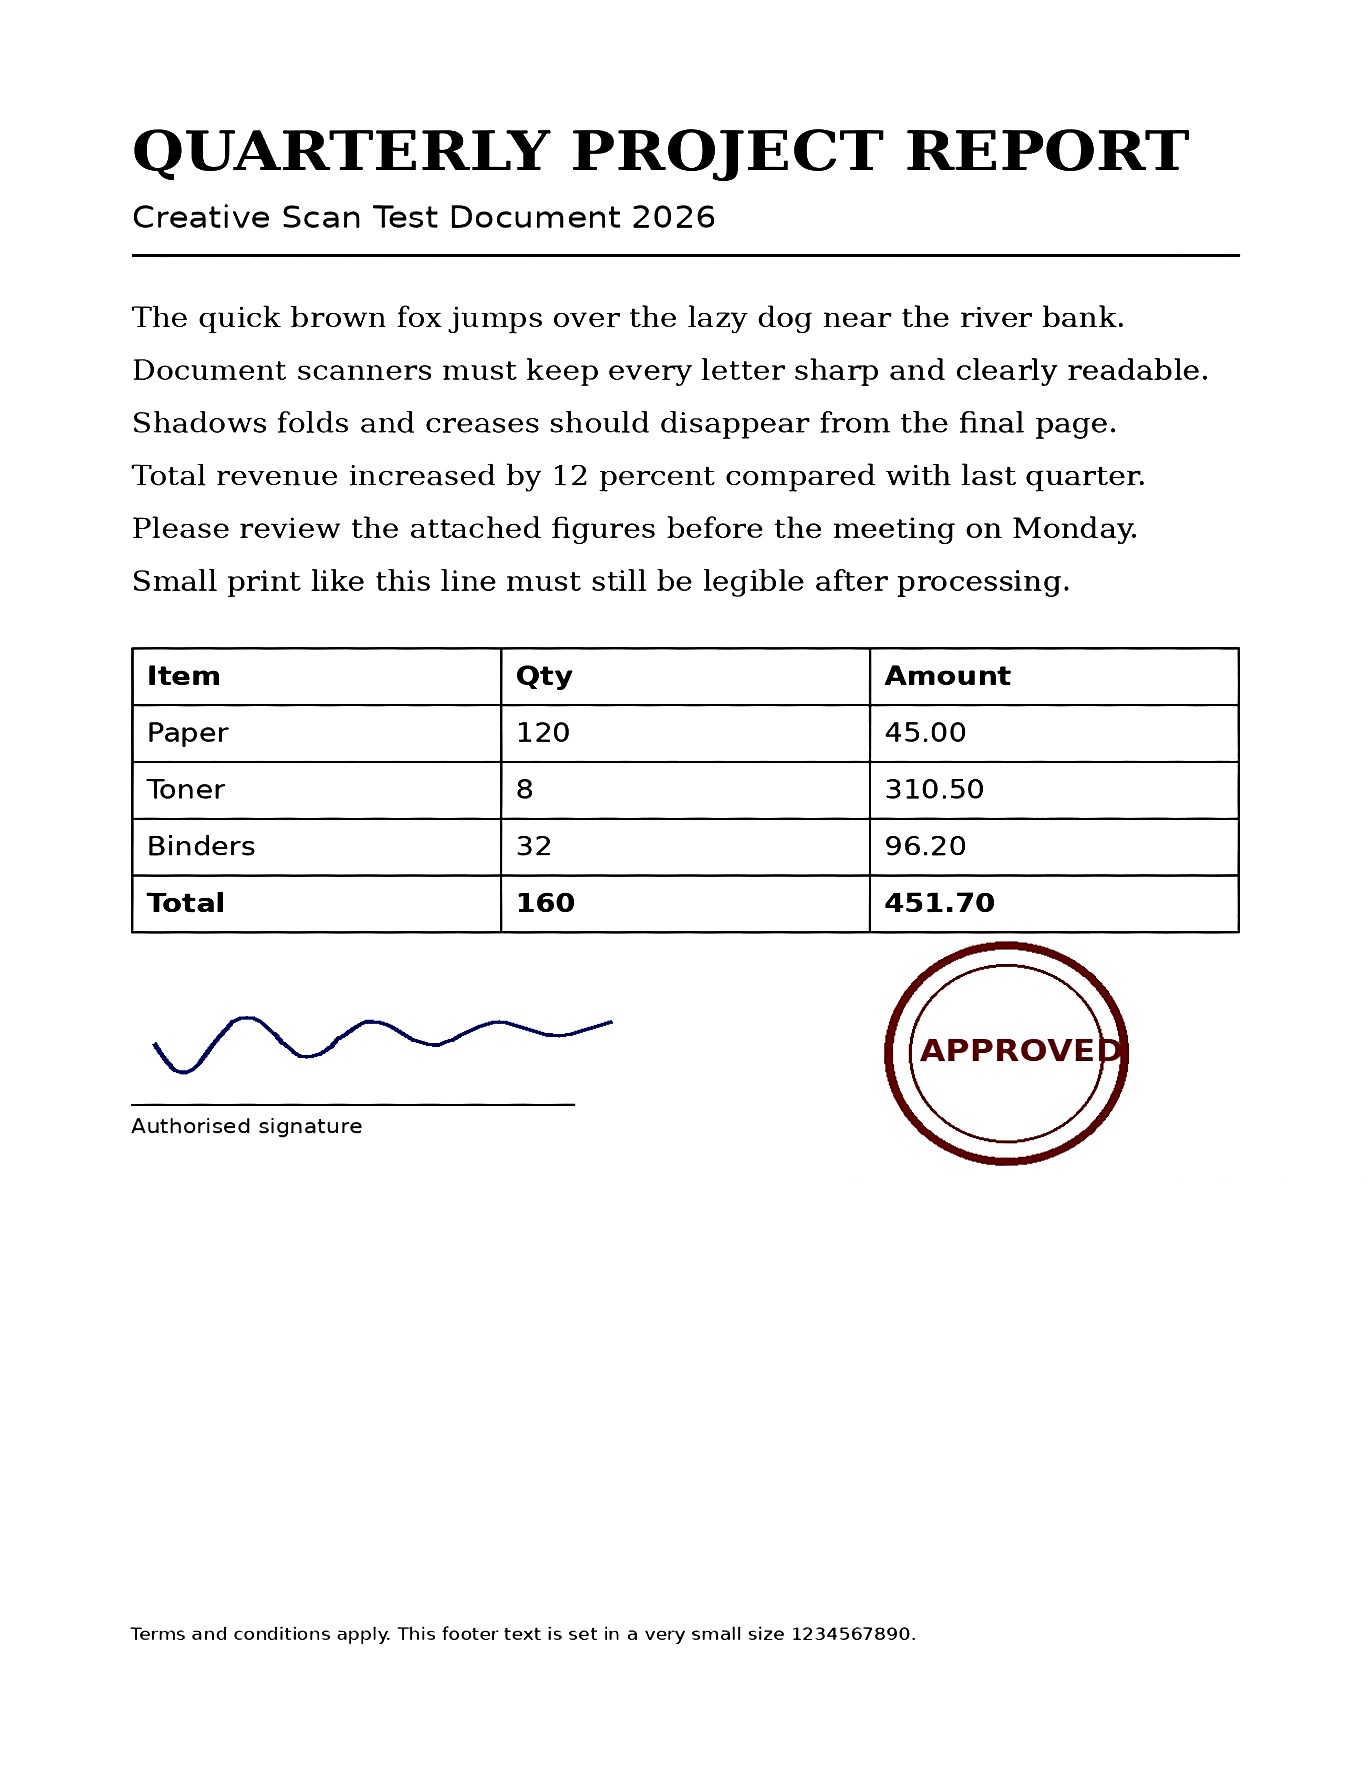 QUARTERLY PROJECT REPORT
Creative Scan Test Document 2026
The quick brown fox jumps over the lazy dog near the river bank.
Document scanners must keep every letter sharp and clearly readable.
Shadows folds and creases should disappear from the final page.
Total revenue increased by 12 percent compared with last quarter.
Please review the attached figures before the meeting on Monday.
Small print like this line must still be legible after processing.
Item Qty Amount
Paper 120 45.00
Toner 8 310.50
Binders 32 96.20
Total 160 451.70
APPROVED
Authorised signature
Terms and conditions apply. This footer text is set in a very small size 1234567890.